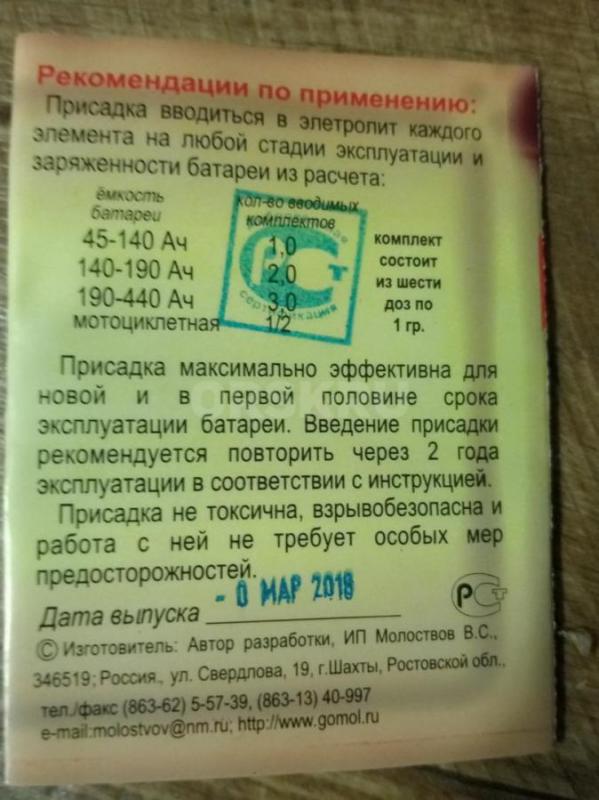 Рекомендации по применению:
Присадка вводиться в элетролит каждого
элемента на любой стадии эксплуатации и
заряженности батареи из расчета:
ёмкость батареи кол-во вводимых комплектов
45-140 Ач 1,0
140-190 Ач 2,0
190-440 Ач 3,0
мотоциклетная 1/2
комплект
состоит
из шести
доз по
1 гр.
РСТ
сертификация
Присадка максимально эффективна для
новой и в первой половине срока
эксплуатации батареи. Введение присадки
рекомендуется повторить через 2 года
эксплуатации в соответствии с инструкцией.
Присадка не токсична, взрывобезопасна и
работа с ней не требует особых мер
предосторожностей.
Дата выпуска - 0 МАР 2018
РСТ
© Изготовитель: Автор разработки, ИП Молоствов В.С.,
346519; Россия., ул. Свердлова, 19, г.Шахты, Ростовской обл.,
тел./факс (863-62) 5-57-39, (863-13) 40-997
e-mail:molostvov@nm.ru; http://www.gomol.ru